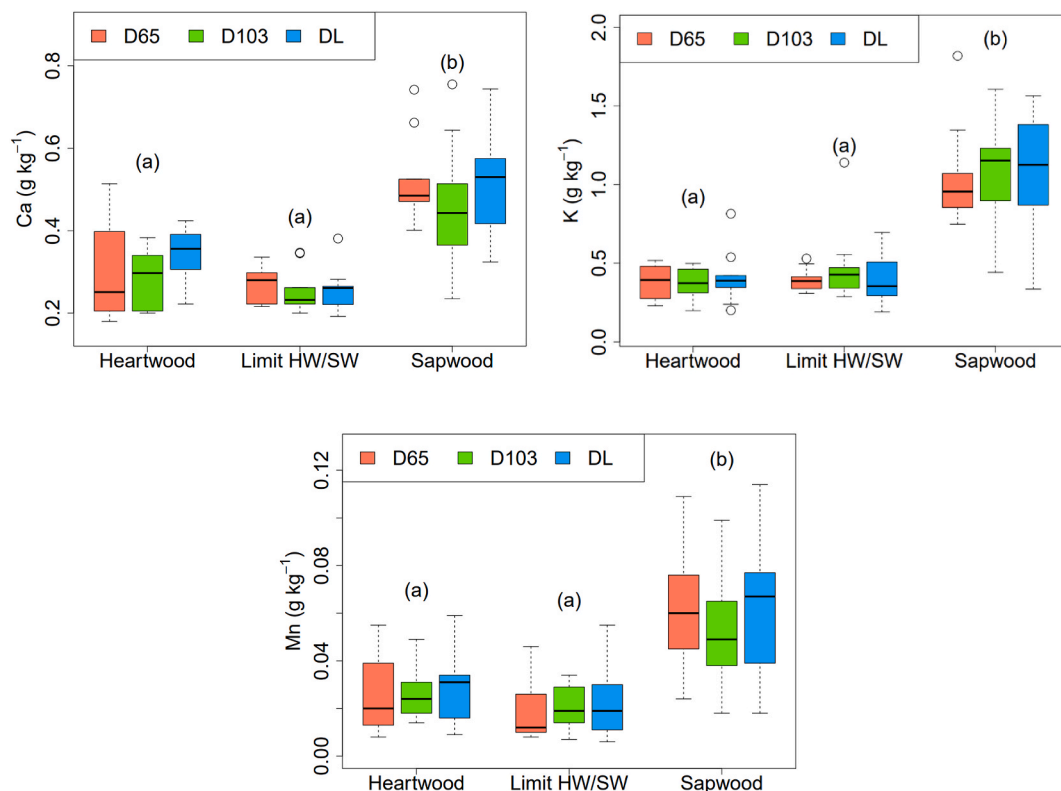 D65 D103 DL
(a) (a) (b)
Ca (g kg⁻¹)
0.2 0.4 0.6 0.8
Heartwood Limit HW/SW Sapwood
D65 D103 DL
(a) (a) (b)
K (g kg⁻¹)
0.0 0.5 1.0 1.5 2.0
Heartwood Limit HW/SW Sapwood
D65 D103 DL
(a) (a) (b)
Mn (g kg⁻¹)
0.00 0.04 0.08 0.12
Heartwood Limit HW/SW Sapwood